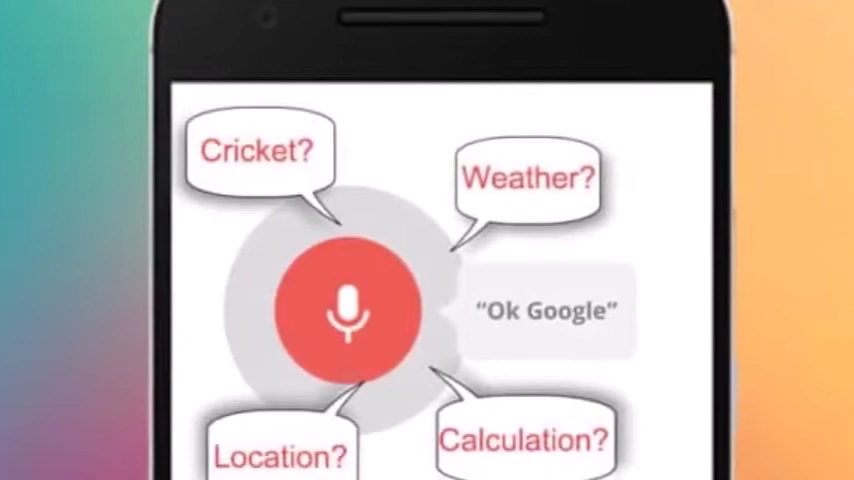 Cricket?
Weather?
“Ok Google”
Location?
Calculation?